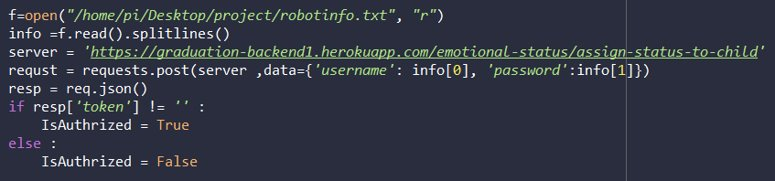 f=open("/home/pi/Desktop/project/robotinfo.txt", "r")
info =f.read().splitlines()
server = 'https://graduation-backend1.herokuapp.com/emotional-status/assign-status-to-child'
requst = requests.post(server ,data={'username': info[0], 'password':info[1]})
resp = req.json()
if resp['token'] != '' :
    IsAuthrized = True
else :
    IsAuthrized = False